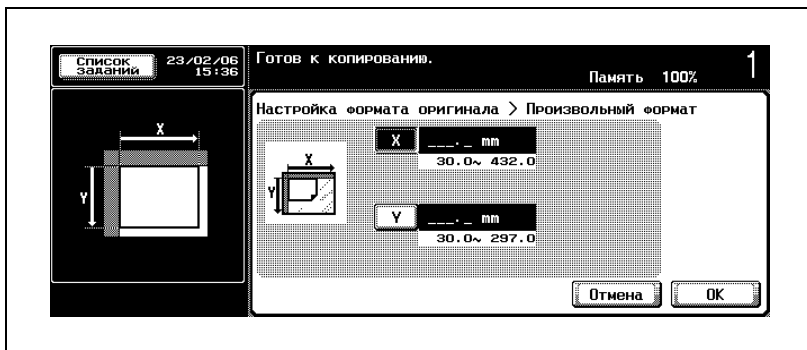 Список
заданий
23/02/06
15:36
Готов к копированию.
Память 100%
1
Настройка формата оригинала > Произвольный формат
X
Y
X
Y
X ___._ mm
30.0~ 432.0
Y ___._ mm
30.0~ 297.0
Отмена
OK